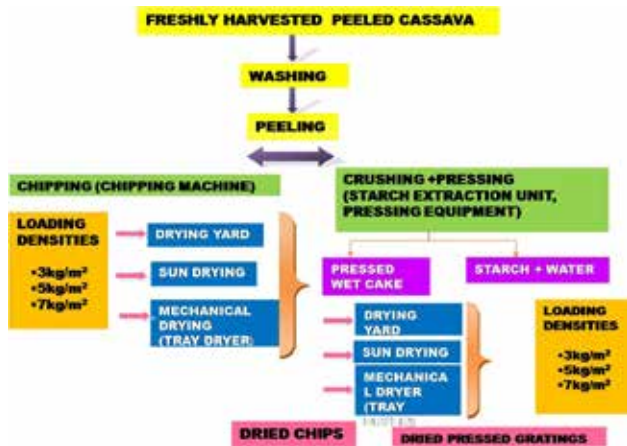 FRESHLY HARVESTED PEELED CASSAVA
WASHING
PEELING
CHIPPING (CHIPPING MACHINE)
LOADING
DENSITIES
•3kg/m²
•5kg/m²
•7kg/m²
DRYING YARD
SUN DRYING
MECHANICAL
DRYING
(TRAY DRYER)
CRUSHING +PRESSING
(STARCH EXTRACTION UNIT,
PRESSING EQUIPMENT)
PRESSED
WET CAKE
STARCH + WATER
DRYING
YARD
SUN DRYING
MECHANICA
L DRYER
(TRAY
LOADING
DENSITIES
•3kg/m²
•5kg/m²
•7kg/m²
DRIED CHIPS
DRIED PRESSED GRATINGS